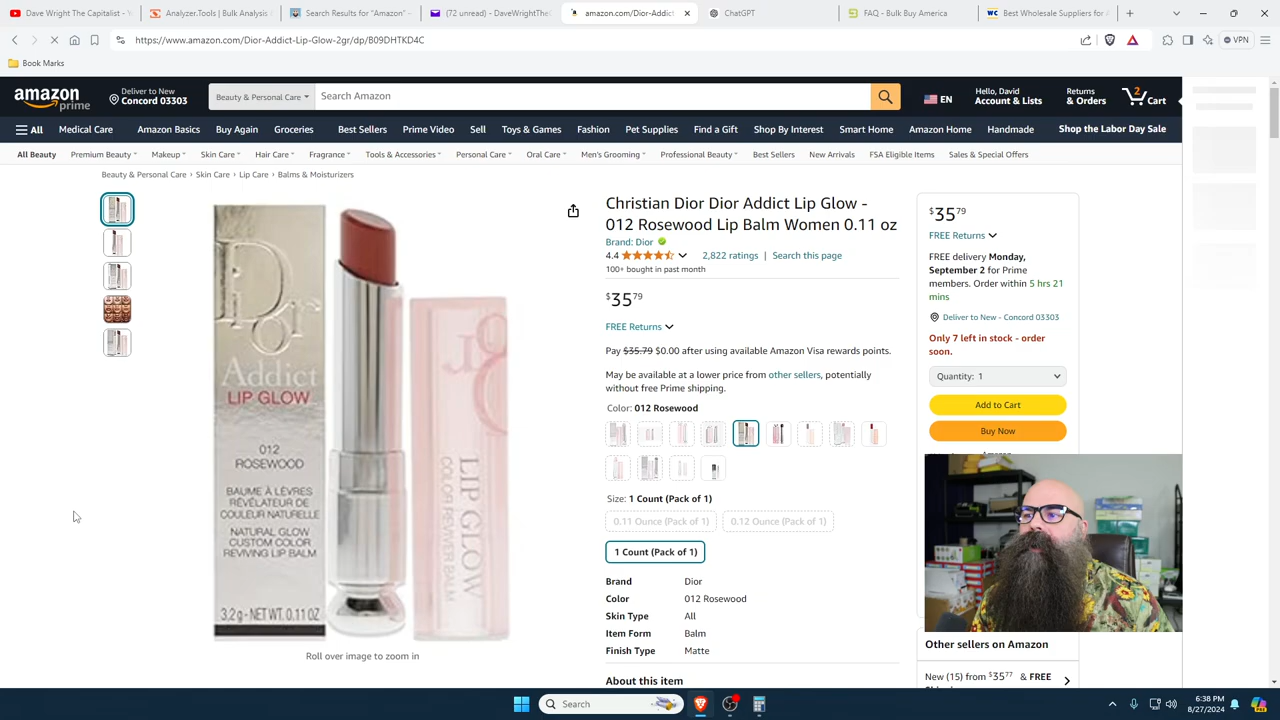 Dave Wright The Capitalist - Y
Analyzer.Tools | Bulk Analysis
Search Results for "Amazon" –
(72 unread) - DaveWrightThe
amazon.com/Dior-Addict
ChatGPT
FAQ - Bulk Buy America
Best Wholesale Suppliers for
https://www.amazon.com/Dior-Addict-Lip-Glow-2gr/dp/B09DHTKD4C
VPN
Book Marks
amazon prime
Deliver to New
Concord 03303
Beauty & Personal Care
Search Amazon
EN
Hello, David
Account & Lists
Returns
& Orders
2
Cart
All
Medical Care
Amazon Basics
Buy Again
Groceries
Best Sellers
Prime Video
Sell
Toys & Games
Fashion
Pet Supplies
Find a Gift
Shop By Interest
Smart Home
Amazon Home
Handmade
Shop the Labor Day Sale
All Beauty
Premium Beauty
Makeup
Skin Care
Hair Care
Fragrance
Tools & Accessories
Personal Care
Oral Care
Men's Grooming
Professional Beauty
Best Sellers
New Arrivals
FSA Eligible Items
Sales & Special Offers
Beauty & Personal Care › Skin Care › Lip Care › Balms & Moisturizers
Addict
LIP GLOW
012
ROSEWOOD
BAUME À LÈVRES
RÉVÉLATEUR DE
COULEUR NATURELLE
NATURAL GLOW
CUSTOM COLOR
REVIVING LIP BALM
3.2g - NET WT. 0.11 OZ
LIP GLOW
COLOR REVIVER
Roll over image to zoom in
Christian Dior Dior Addict Lip Glow -
012 Rosewood Lip Balm Women 0.11 oz
Brand: Dior
4.4
2,822 ratings | Search this page
100+ bought in past month
$35 79
FREE Returns
Pay $35.79 $0.00 after using available Amazon Visa rewards points.
May be available at a lower price from other sellers, potentially
without free Prime shipping.
Color: 012 Rosewood
Size: 1 Count (Pack of 1)
0.11 Ounce (Pack of 1)
0.12 Ounce (Pack of 1)
1 Count (Pack of 1)
Brand Dior
Color 012 Rosewood
Skin Type All
Item Form Balm
Finish Type Matte
About this item
$35 79
FREE Returns
FREE delivery Monday,
September 2 for Prime
members. Order within 5 hrs 21
mins
Deliver to New - Concord 03303
Only 7 left in stock - order
soon.
Quantity: 1
Add to Cart
Buy Now
Other sellers on Amazon
New (15) from $35 77 & FREE
Search
6:38 PM
8/27/2024